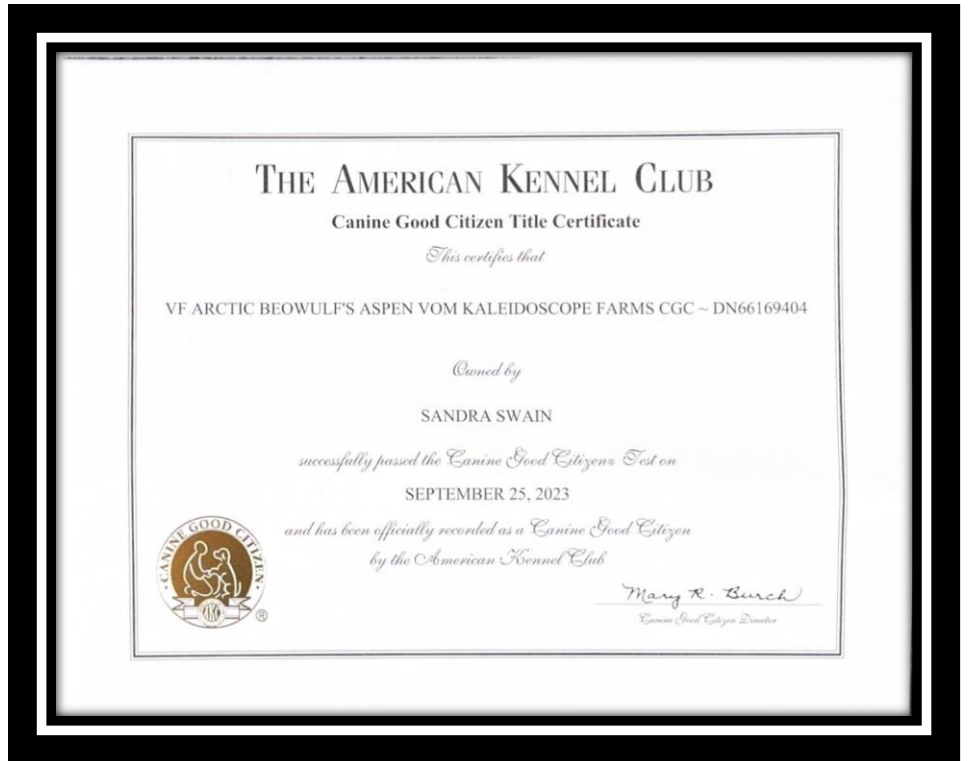 THE AMERICAN KENNEL CLUB
Canine Good Citizen Title Certificate
This certifies that
VF ARCTIC BEOWULF'S ASPEN VOM KALEIDOSCOPE FARMS CGC ~ DN66169404
Owned by
SANDRA SWAIN
successfully passed the Canine Good Citizen® Test on
SEPTEMBER 25, 2023
and has been officially recorded as a Canine Good Citizen
by the American Kennel Club
CANINE GOOD CITIZEN
AKC
®
Mary R. Burch
Canine Good Citizen Director